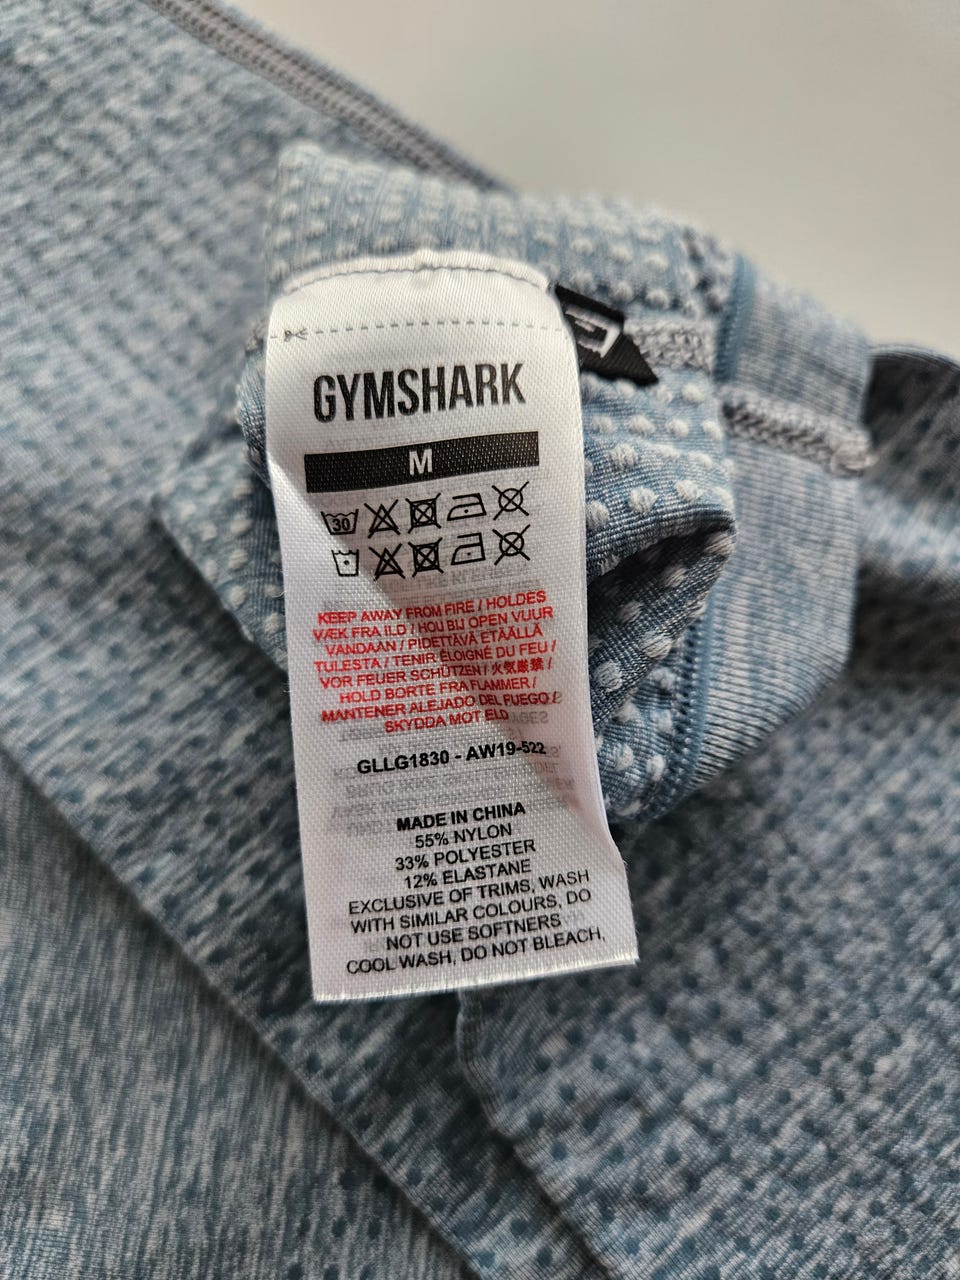 GYMSHARK
M
30
KEEP AWAY FROM FIRE / HOLDES
VÆK FRA ILD / HOU BIJ OPEN VUUR
VANDAAN / PIDETTÄVÄ ETÄÄLLÄ
TULESTA / TENIR ÉLOIGNÉ DU FEU /
VOR FEUER SCHÜTZEN / 火気厳禁 /
HOLD BORTE FRA FLAMMER /
MANTENER ALEJADO DEL FUEGO /
SKYDDA MOT ELD
GLLG1830 - AW19-522
MADE IN CHINA
55% NYLON
33% POLYESTER
12% ELASTANE
EXCLUSIVE OF TRIMS, WASH
WITH SIMILAR COLOURS, DO
NOT USE SOFTNERS
COOL WASH, DO NOT BLEACH,